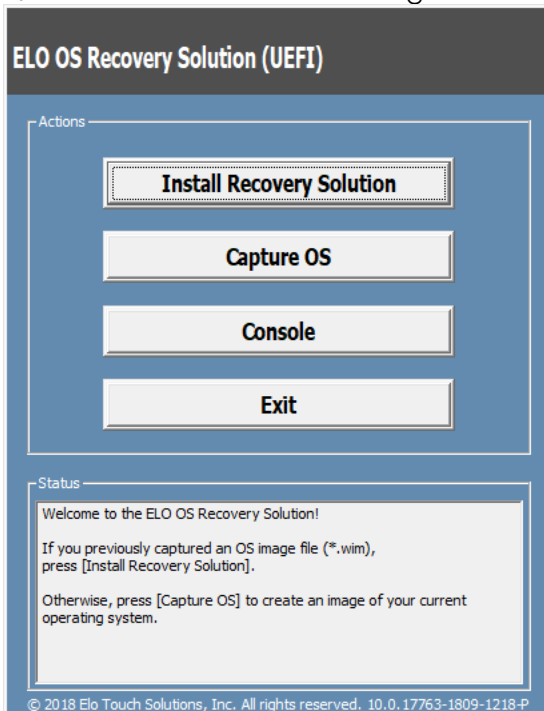 ELO OS Recovery Solution (UEFI)
Actions
Install Recovery Solution
Capture OS
Console
Exit
Status
Welcome to the ELO OS Recovery Solution!
If you previously captured an OS image file (*.wim),
press [Install Recovery Solution].
Otherwise, press [Capture OS] to create an image of your current
operating system.
© 2018 Elo Touch Solutions, Inc. All rights reserved. 10.0.17763-1809-1218-P